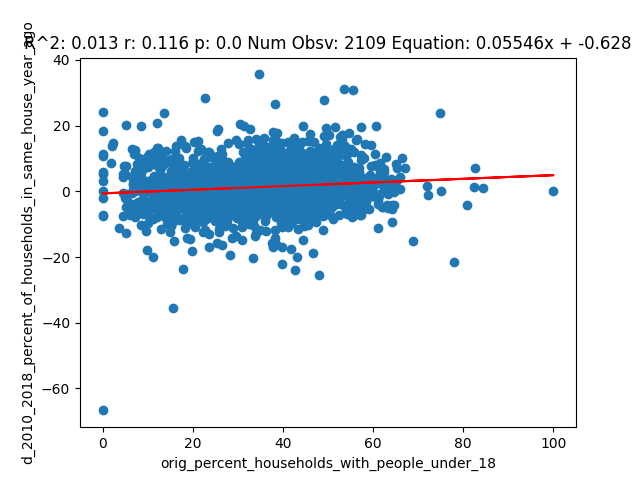 R^2: 0.013 r: 0.116 p: 0.0 Num Obsv: 2109 Equation: 0.05546x + -0.628
d_2010_2018_percent_of_households_in_same_house_year_ago
40
20
0
−20
−40
−60
0 20 40 60 80 100
orig_percent_households_with_people_under_18